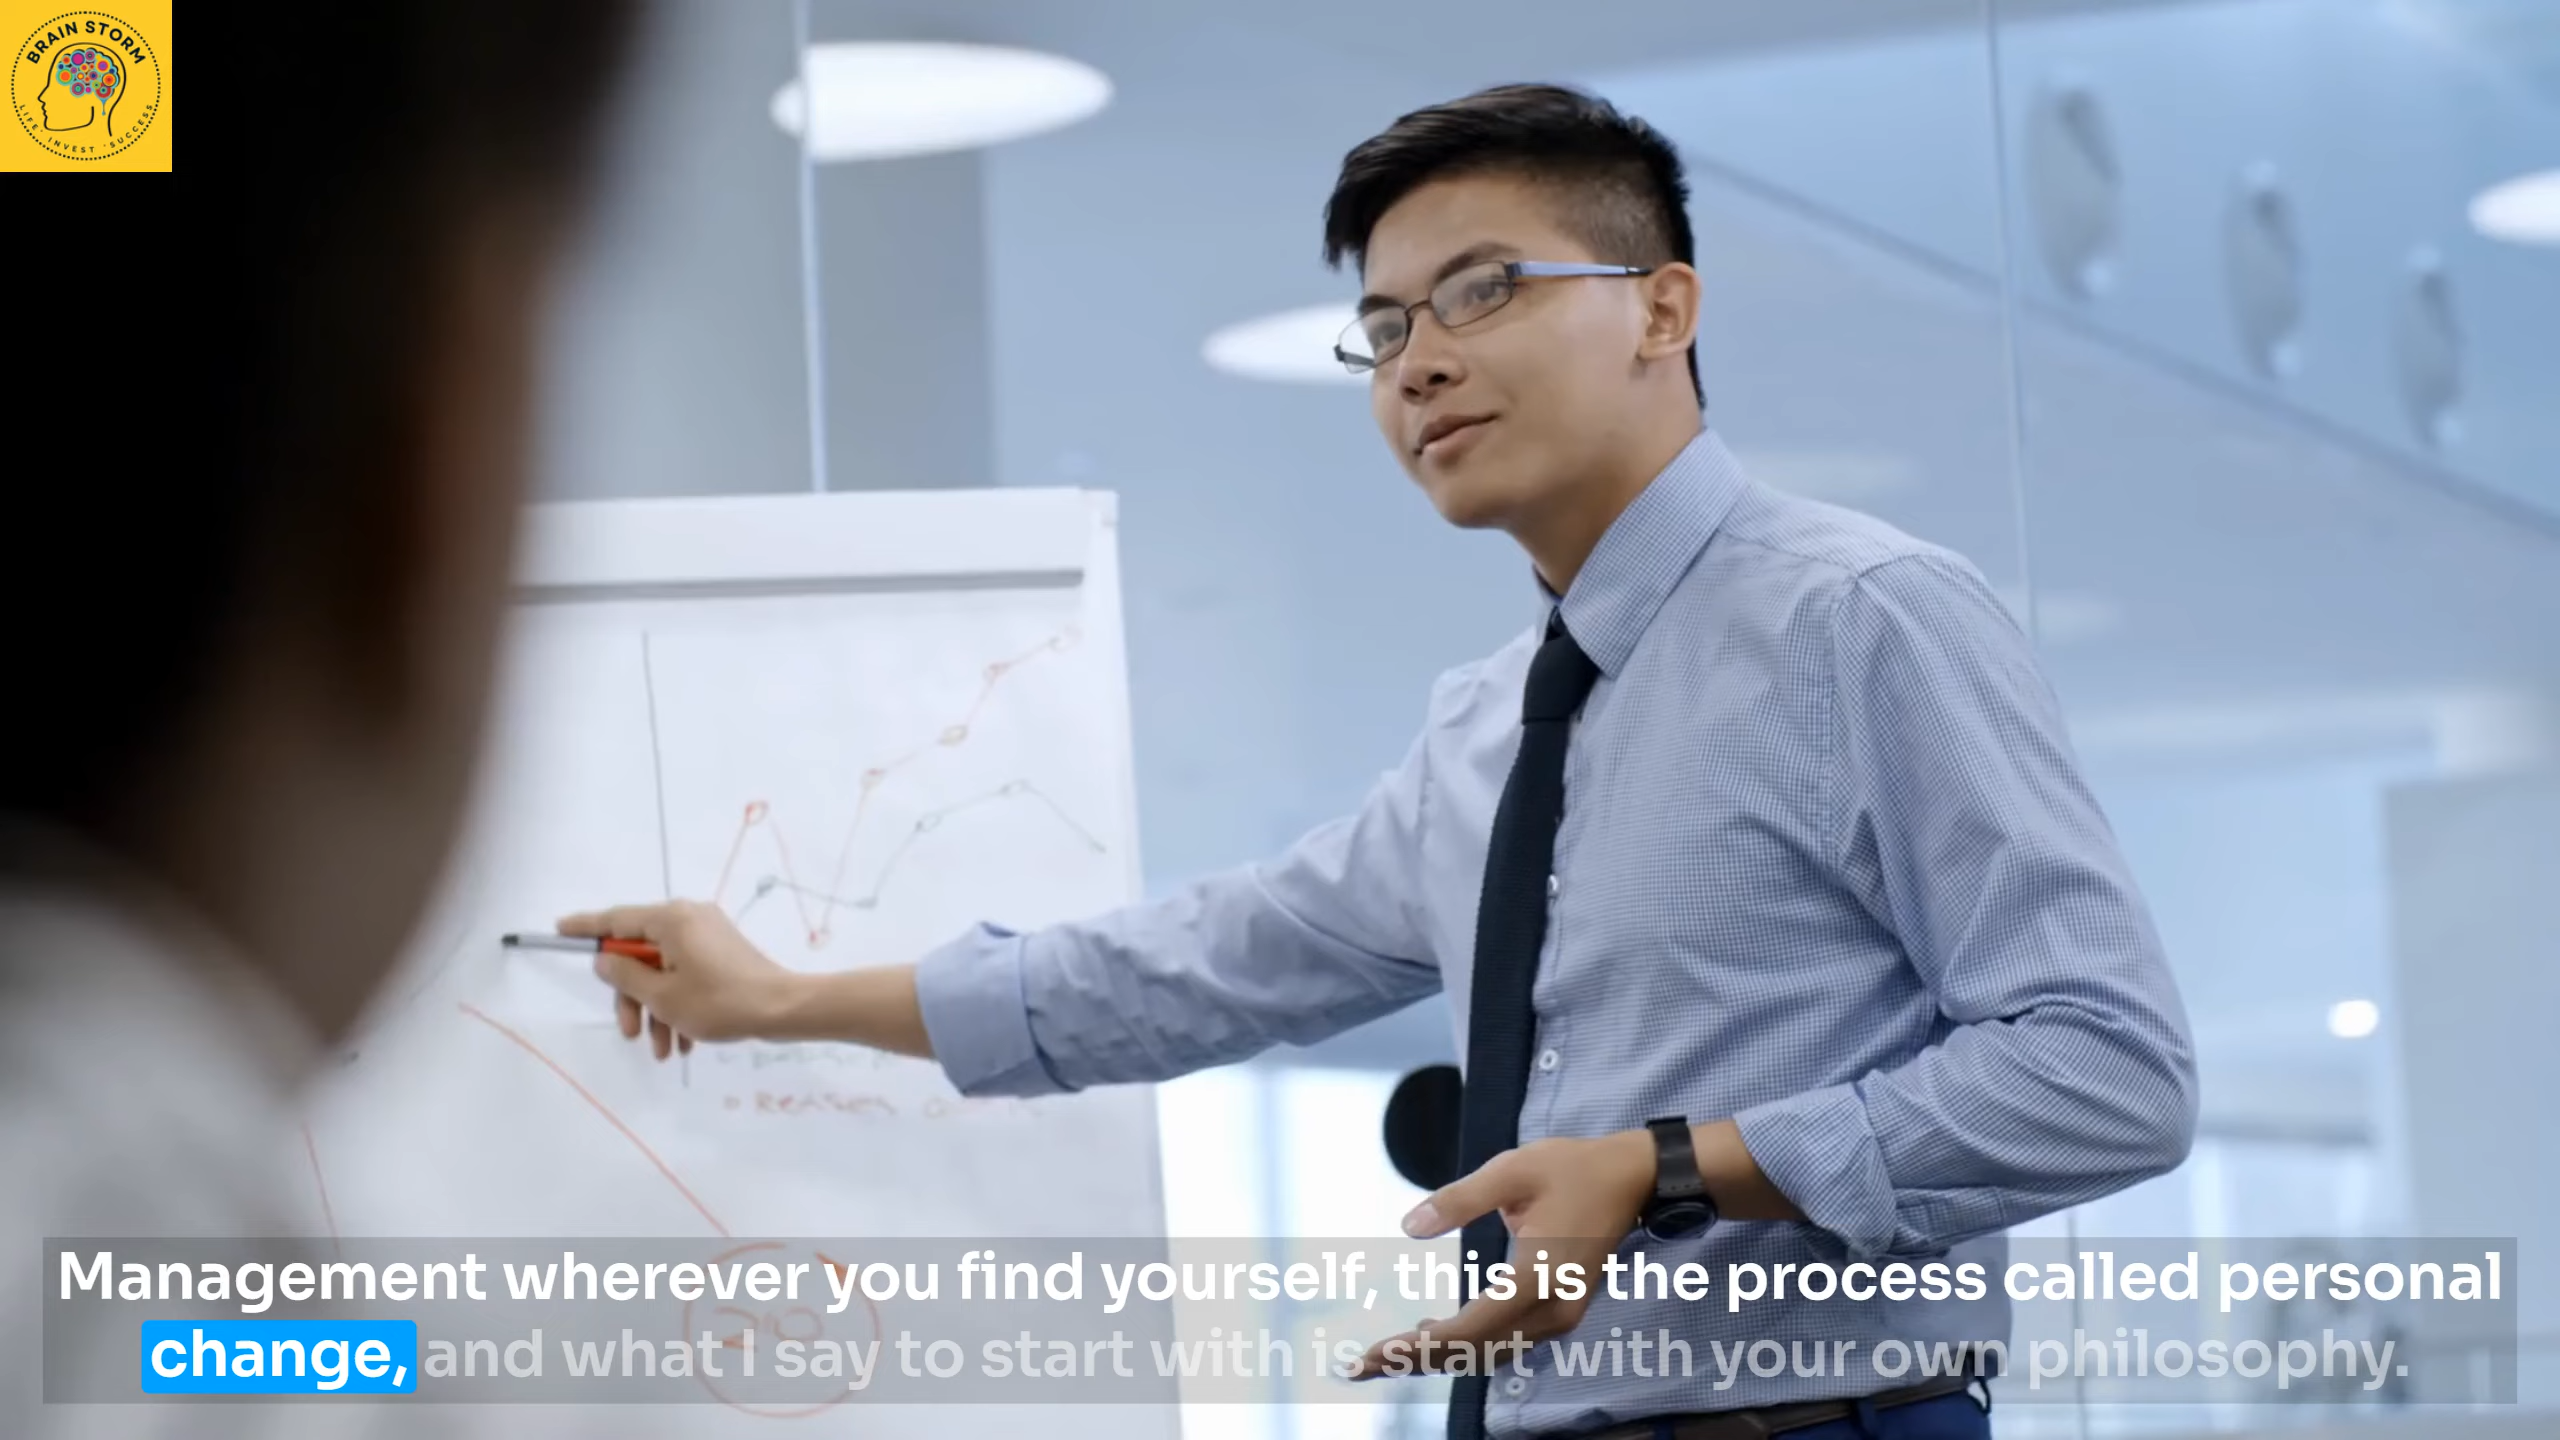 BRAIN STORM
LIFE · INVEST · SUCCESS
20
Management wherever you find yourself, this is the process called personal
change, and what I say to start with is start with your own philosophy.